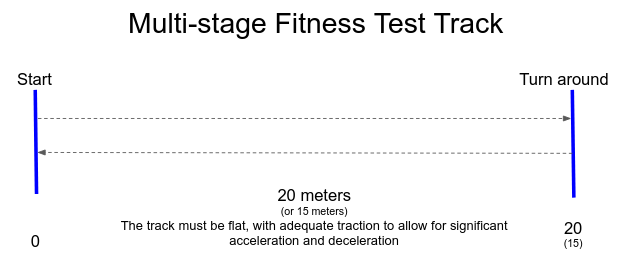 Multi-stage Fitness Test Track
Start
Turn around
20 meters
(or 15 meters)
The track must be flat, with adequate traction to allow for significant
acceleration and deceleration
0
20
(15)